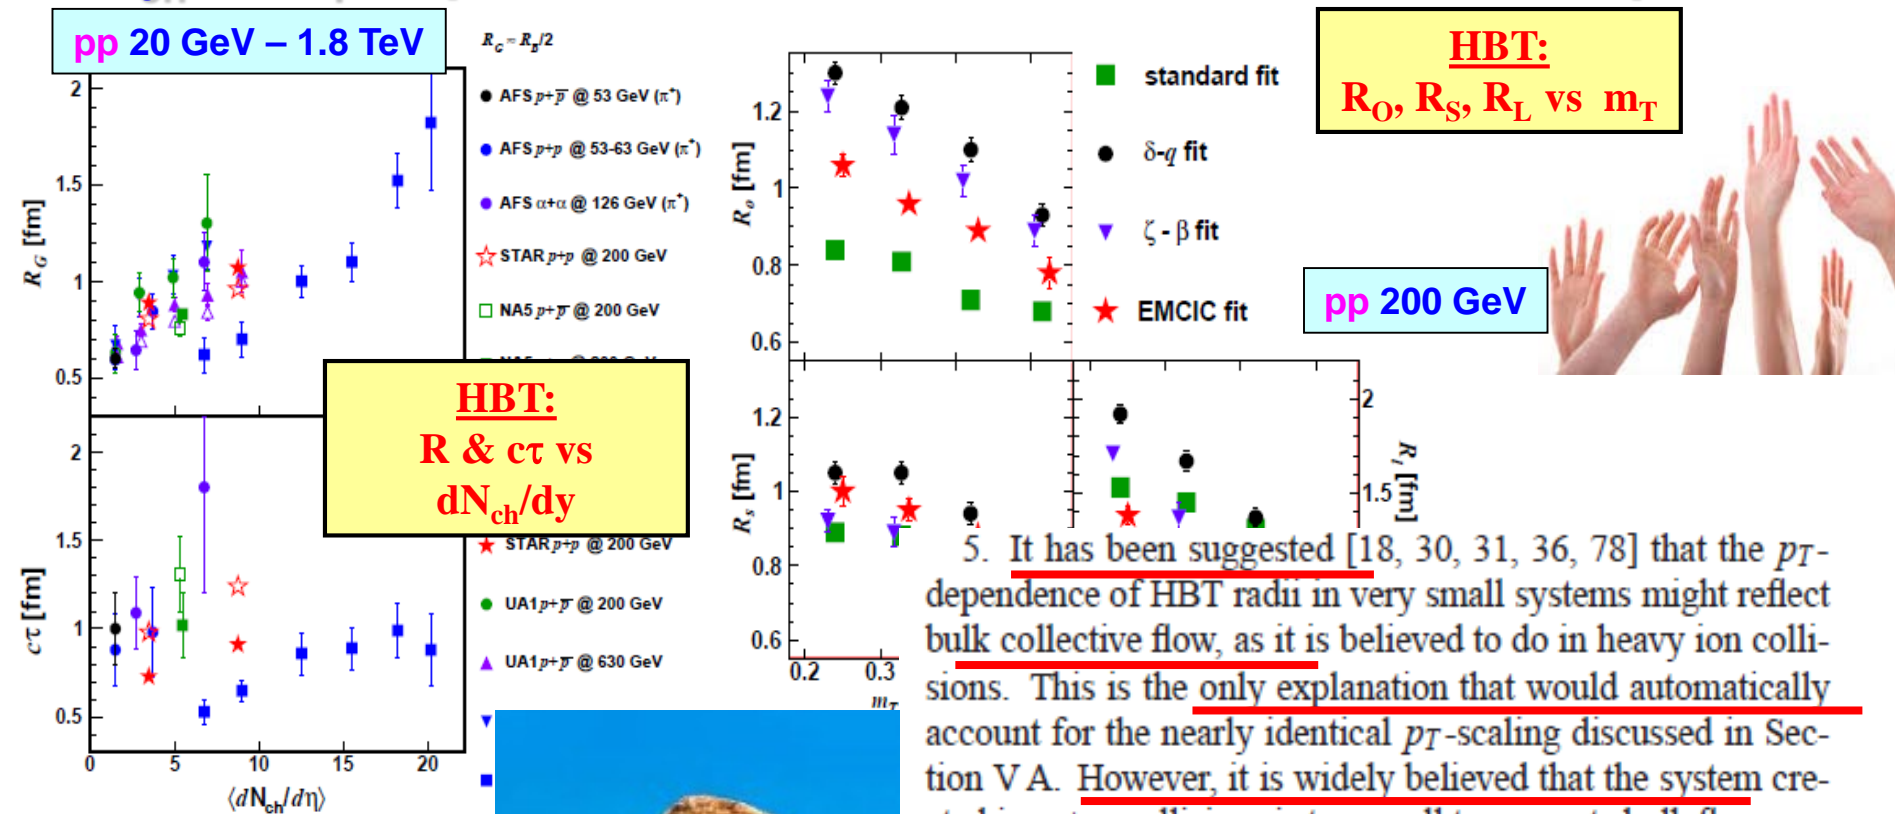 pp 20 GeV – 1.8 TeV
R_G ~ R_B/2
AFS p+p̅ @ 53 GeV (π⁺)
AFS p+p @ 53-63 GeV (π⁺)
AFS α+α @ 126 GeV (π⁺)
STAR p+p @ 200 GeV
NA5 p+p̅ @ 200 GeV
STAR p+p @ 200 GeV
UA1 p+p̅ @ 200 GeV
UA1 p+p̅ @ 630 GeV
R_G [fm]
2
1.5
1
0.5
cτ [fm]
2
1.5
1
0.5
0 5 10 15 20
⟨dN_ch/dη⟩
HBT:
R & cτ vs
dN_ch/dy
R_o [fm]
1.2
1
0.8
0.6
standard fit
δ-q fit
ζ - β fit
EMCIC fit
HBT:
R_O, R_S, R_L vs m_T
pp 200 GeV
R_s [fm]
1.2
1
0.8
0.6
0.2 0.3
m_T
2
1.5
R_l [fm]
5. It has been suggested [18, 30, 31, 36, 78] that the p_T-
dependence of HBT radii in very small systems might reflect
bulk collective flow, as it is believed to do in heavy ion colli-
sions. This is the only explanation that would automatically
account for the nearly identical p_T-scaling discussed in Sec-
tion V A. However, it is widely believed that the system cre-